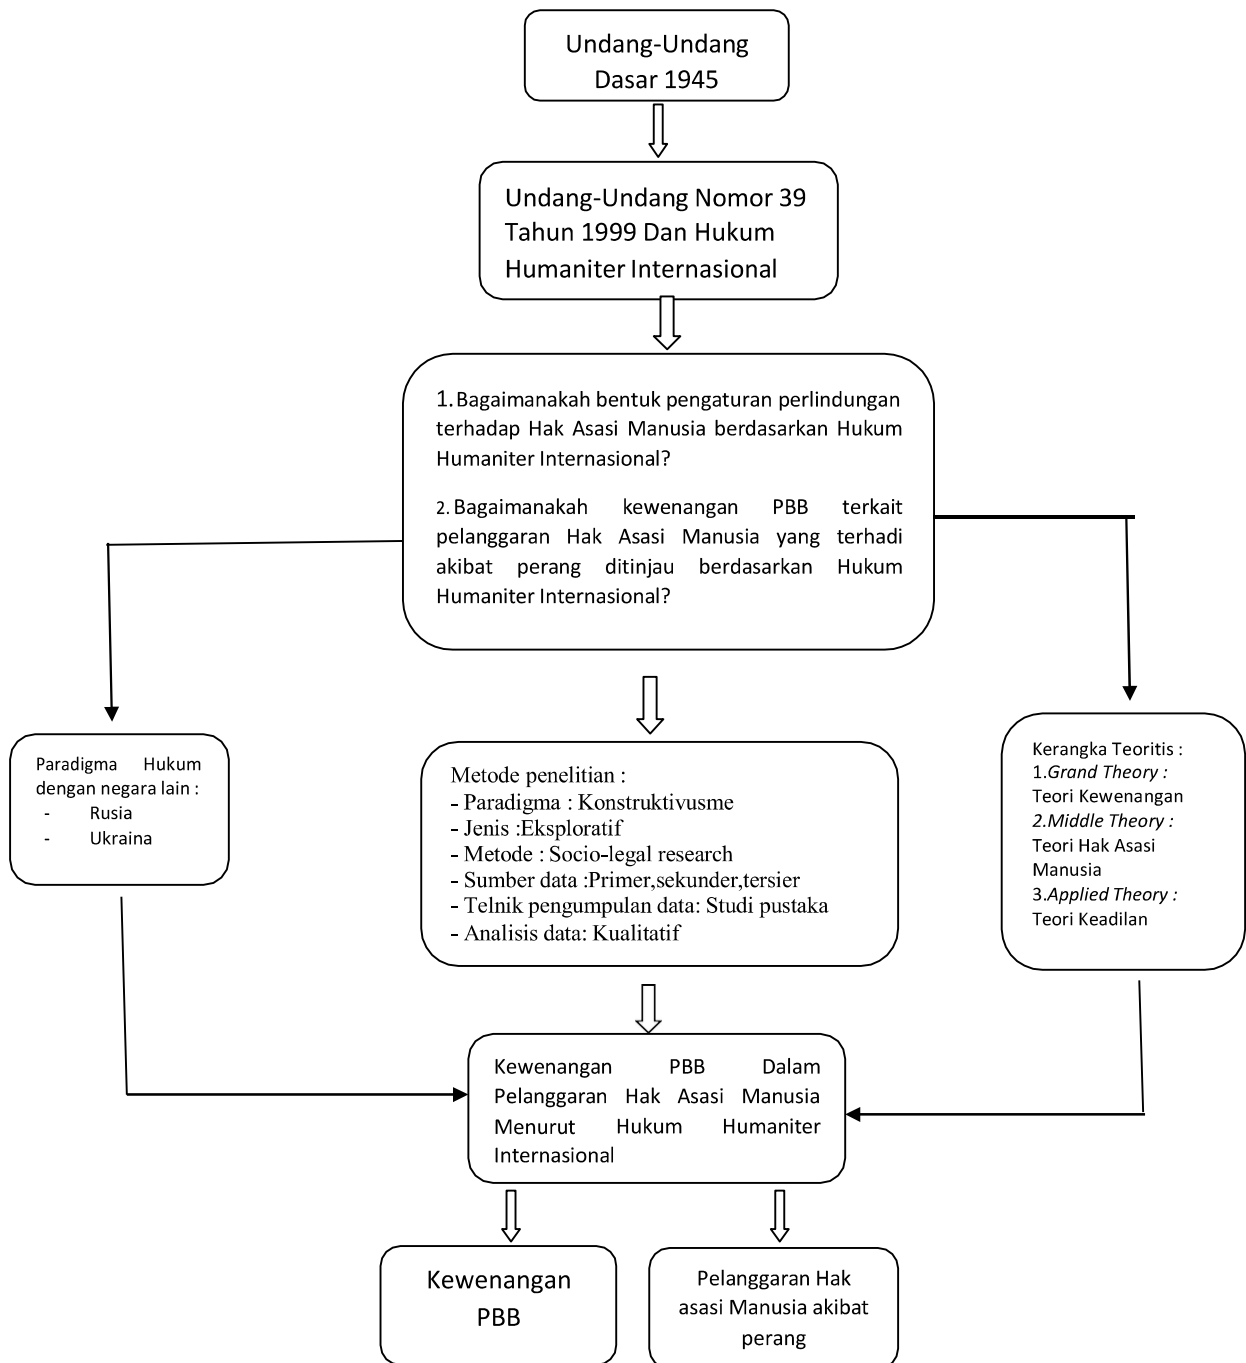 Undang-Undang
Dasar 1945
Undang-Undang Nomor 39
Tahun 1999 Dan Hukum
Humaniter Internasional
1. Bagaimanakah bentuk pengaturan perlindungan
terhadap Hak Asasi Manusia berdasarkan Hukum
Humaniter Internasional?
2. Bagaimanakah kewenangan PBB terkait
pelanggaran Hak Asasi Manusia yang terhadi
akibat perang ditinjau berdasarkan Hukum
Humaniter Internasional?
Paradigma Hukum
dengan negara lain :
- Rusia
- Ukraina
Metode penelitian :
- Paradigma : Konstruktivusme
- Jenis :Eksploratif
- Metode : Socio-legal research
- Sumber data :Primer,sekunder,tersier
- Telnik pengumpulan data: Studi pustaka
- Analisis data: Kualitatif
Kerangka Teoritis :
1.Grand Theory :
Teori Kewenangan
2.Middle Theory :
Teori Hak Asasi
Manusia
3.Applied Theory :
Teori Keadilan
Kewenangan PBB Dalam
Pelanggaran Hak Asasi Manusia
Menurut Hukum Humaniter
Internasional
Kewenangan
PBB
Pelanggaran Hak
asasi Manusia akibat
perang